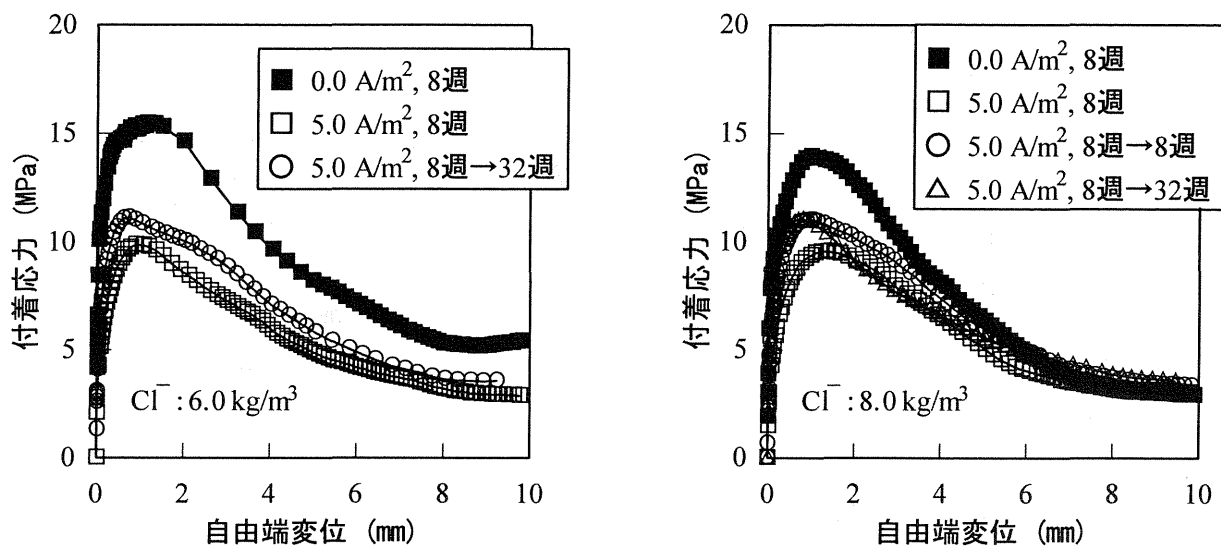 20
15
10
5
0
付着応力 (MPa)
■ 0.0 A/m², 8週
□ 5.0 A/m², 8週
○ 5.0 A/m², 8週→32週
Cl⁻ : 6.0 kg/m³
0 2 4 6 8 10
自由端変位 (mm)
20
15
10
5
0
付着応力 (MPa)
■ 0.0 A/m², 8週
□ 5.0 A/m², 8週
○ 5.0 A/m², 8週→8週
△ 5.0 A/m², 8週→32週
Cl⁻ : 8.0 kg/m³
0 2 4 6 8 10
自由端変位 (mm)